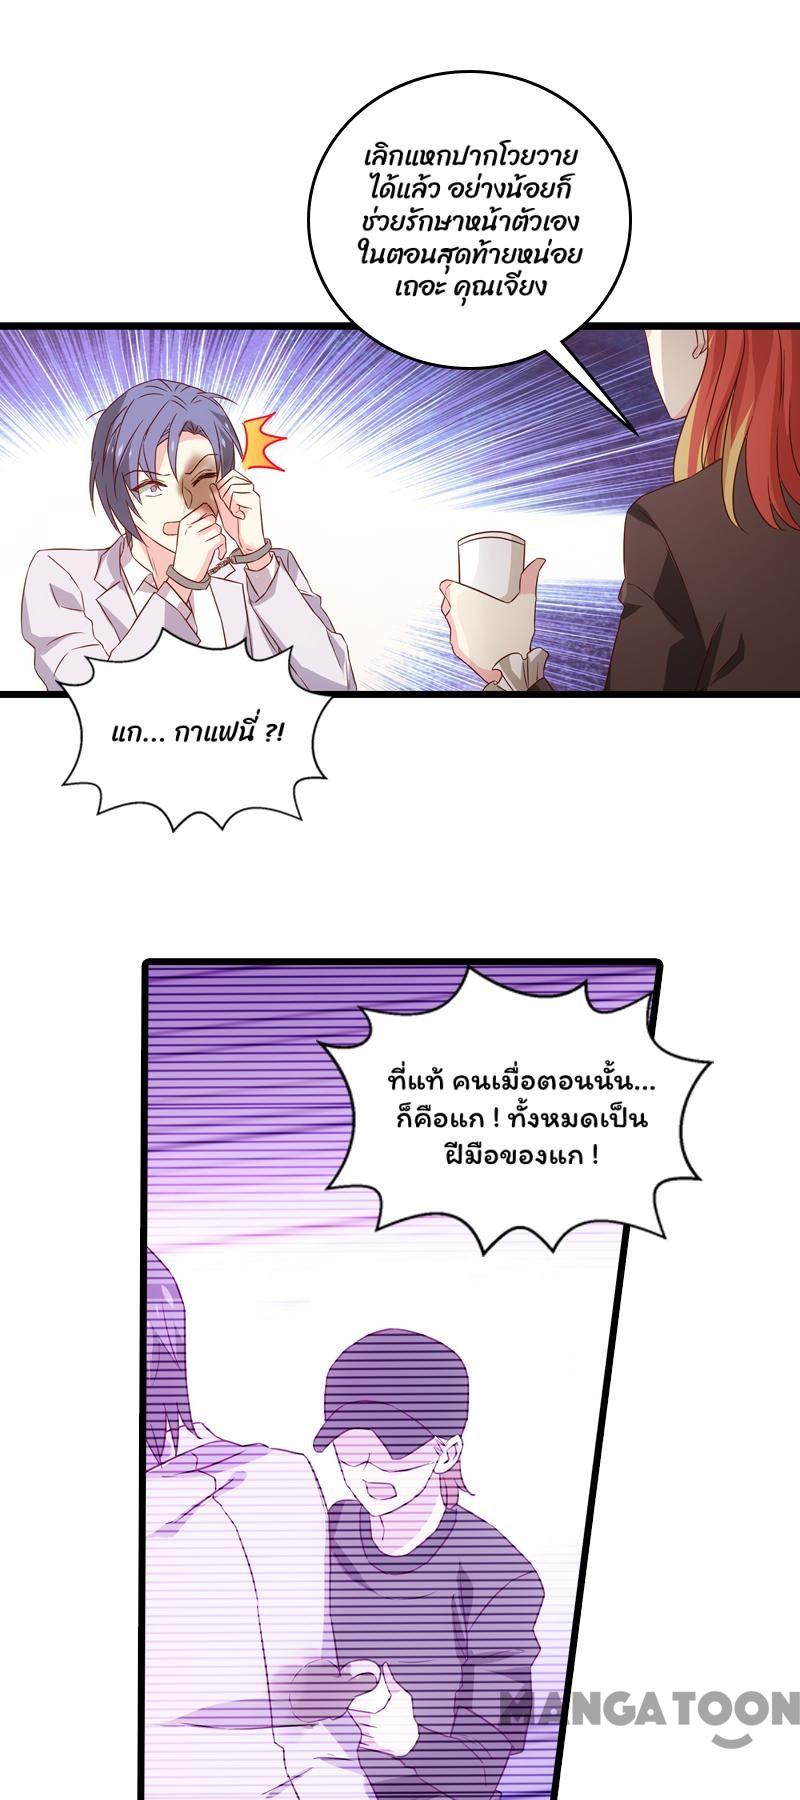 เลิกแหกปากโวยวาย
ได้แล้ว อย่างน้อยก็
ช่วยรักษาหน้าตัวเอง
ในตอนสุดท้ายหน่อย
เถอะ คุณเจียง
แก... กาแฟนี่ ?!
ที่แท้ คนเมื่อตอนนั้น...
ก็คือแก ! ทั้งหมดเป็น
ฝีมือของแก !
MANGATOON